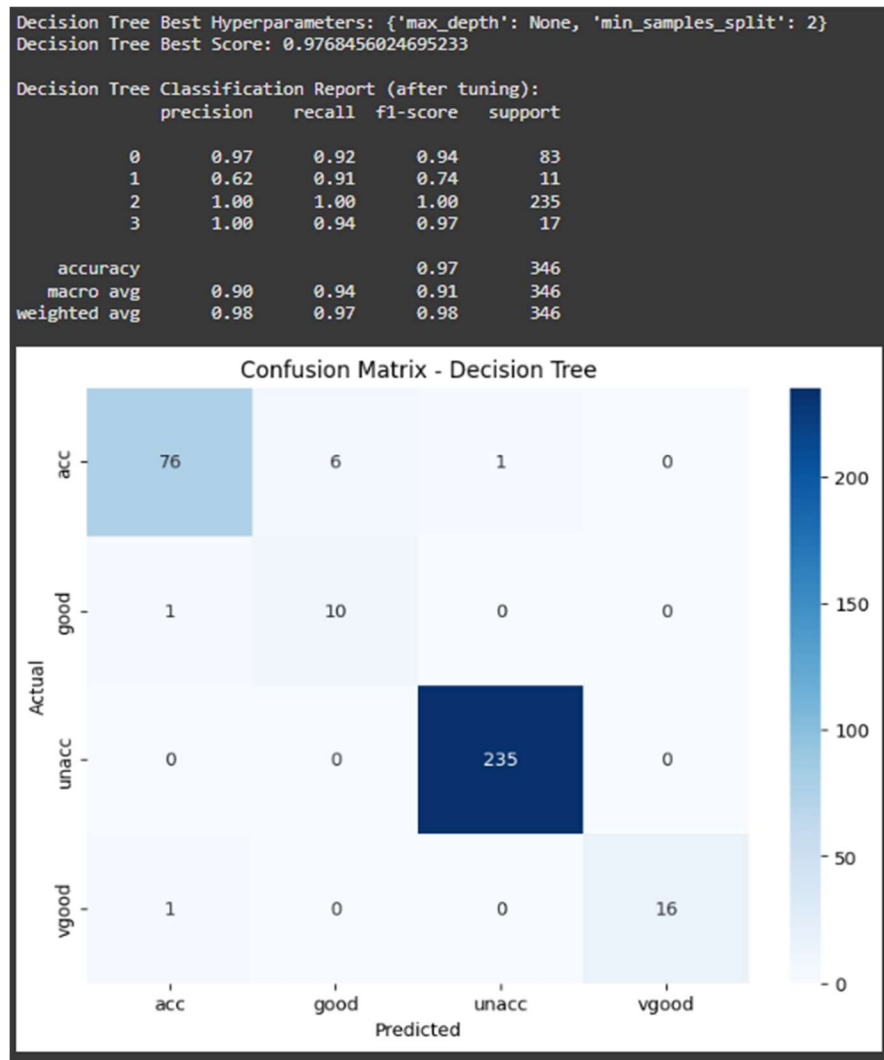 Decision Tree Best Hyperparameters: {'max_depth': None, 'min_samples_split': 2}
Decision Tree Best Score: 0.9768456024695233
Decision Tree Classification Report (after tuning):
precision recall f1-score support
0 0.97 0.92 0.94 83
1 0.62 0.91 0.74 11
2 1.00 1.00 1.00 235
3 1.00 0.94 0.97 17
accuracy 0.97 346
macro avg 0.90 0.94 0.91 346
weighted avg 0.98 0.97 0.98 346
Confusion Matrix - Decision Tree
acc 76 6 1 0
good 1 10 0 0
unacc 0 0 235 0
vgood 1 0 0 16
acc good unacc vgood
Predicted
Actual
200
150
100
50
0